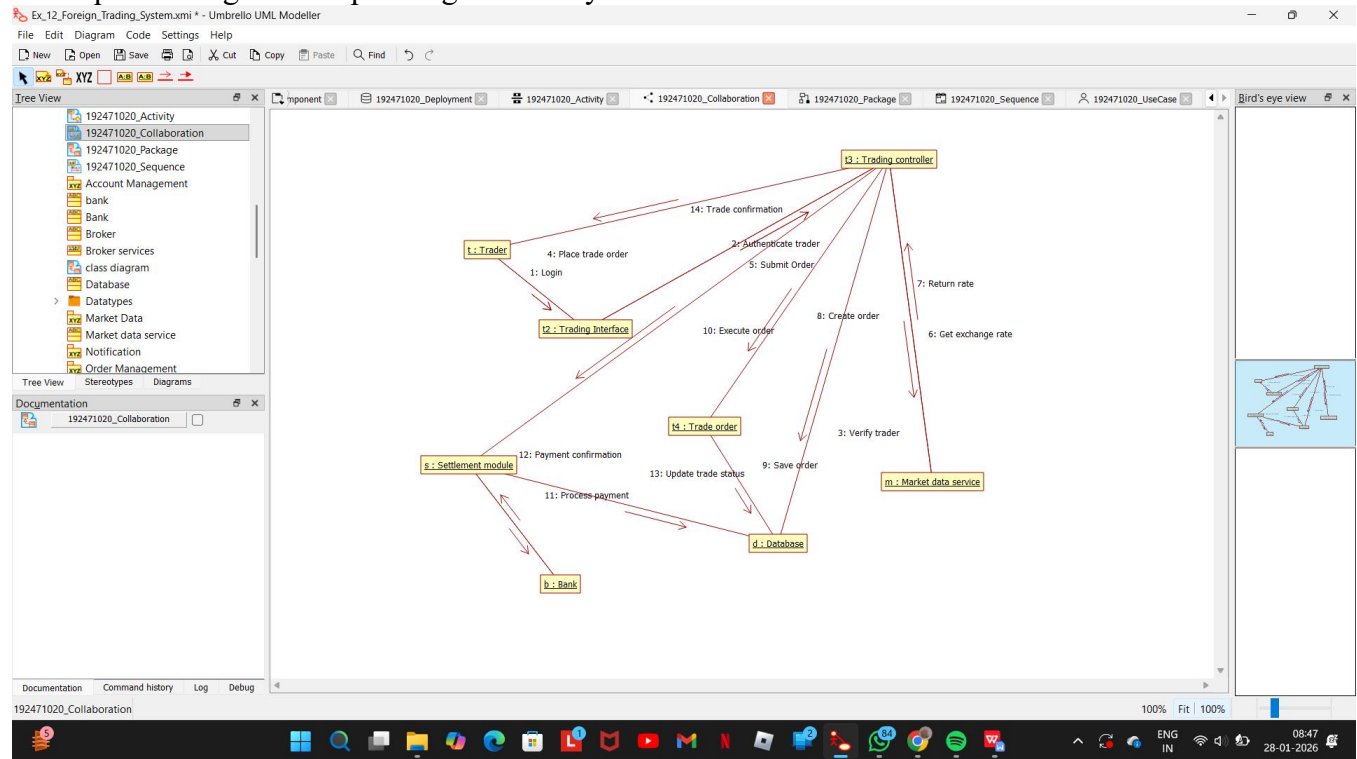 Ex_12_Foreign_Trading_System.xmi * - Umbrello UML Modeller
File Edit Diagram Code Settings Help
New Open Save Cut Copy Paste Find
XYZ XYZ A:B A:B
Tree View
mponent 192471020_Deployment 192471020_Activity 192471020_Collaboration 192471020_Package 192471020_Sequence 192471020_UseCase
Bird's eye view
192471020_Activity
192471020_Collaboration
192471020_Package
192471020_Sequence
Account Management
bank
Bank
Broker
Broker services
class diagram
Database
Datatypes
Market Data
Market data service
Notification
Order Management
Tree View Stereotypes Diagrams
Documentation
192471020_Collaboration
t3 : Trading controller
14: Trade confirmation
t : Trader
4: Place trade order
2: Authenticate trader
1: Login
5: Submit Order
7: Return rate
t2 : Trading Interface
10: Execute order
8: Create order
6: Get exchange rate
t4 : Trade order
3: Verify trader
s : Settlement module
12: Payment confirmation
13: Update trade status
9: Save order
m : Market data service
11: Process payment
d : Database
b : Bank
Documentation Command history Log Debug
192471020_Collaboration
100% Fit 100%
5
1
2
84
ENG
IN
08:47
28-01-2026